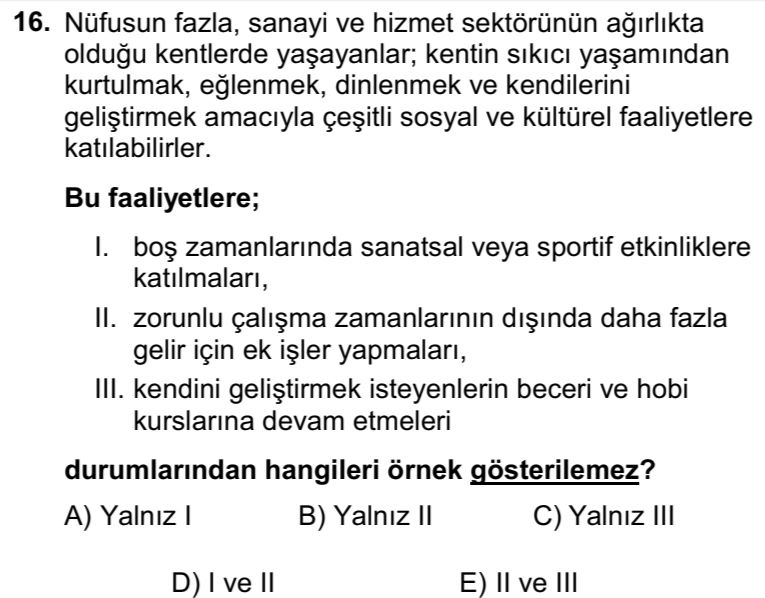 16. Nüfusun fazla, sanayi ve hizmet sektörünün ağırlıkta
olduğu kentlerde yaşayanlar; kentin sıkıcı yaşamından
kurtulmak, eğlenmek, dinlenmek ve kendilerini
geliştirmek amacıyla çeşitli sosyal ve kültürel faaliyetlere
katılabilirler.
Bu faaliyetlere;
I. boş zamanlarında sanatsal veya sportif etkinliklere
katılmaları,
II. zorunlu çalışma zamanlarının dışında daha fazla
gelir için ek işler yapmaları,
III. kendini geliştirmek isteyenlerin beceri ve hobi
kurslarına devam etmeleri
durumlarından hangileri örnek gösterilemez?
A) Yalnız I B) Yalnız II C) Yalnız III
D) I ve II E) II ve III